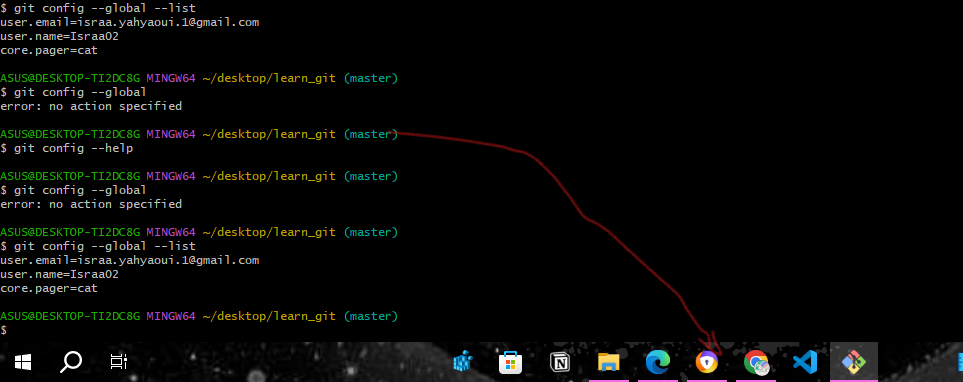 $ git config --global --list
user.email=israa.yahyaoui.1@gmail.com
user.name=Israa02
core.pager=cat
ASUS@DESKTOP-TI2DC8G MINGW64 ~/desktop/learn_git (master)
$ git config --global
error: no action specified
ASUS@DESKTOP-TI2DC8G MINGW64 ~/desktop/learn_git (master)
$ git config --help
ASUS@DESKTOP-TI2DC8G MINGW64 ~/desktop/learn_git (master)
$ git config --global
error: no action specified
ASUS@DESKTOP-TI2DC8G MINGW64 ~/desktop/learn_git (master)
$ git config --global --list
user.email=israa.yahyaoui.1@gmail.com
user.name=Israa02
core.pager=cat
ASUS@DESKTOP-TI2DC8G MINGW64 ~/desktop/learn_git (master)
$